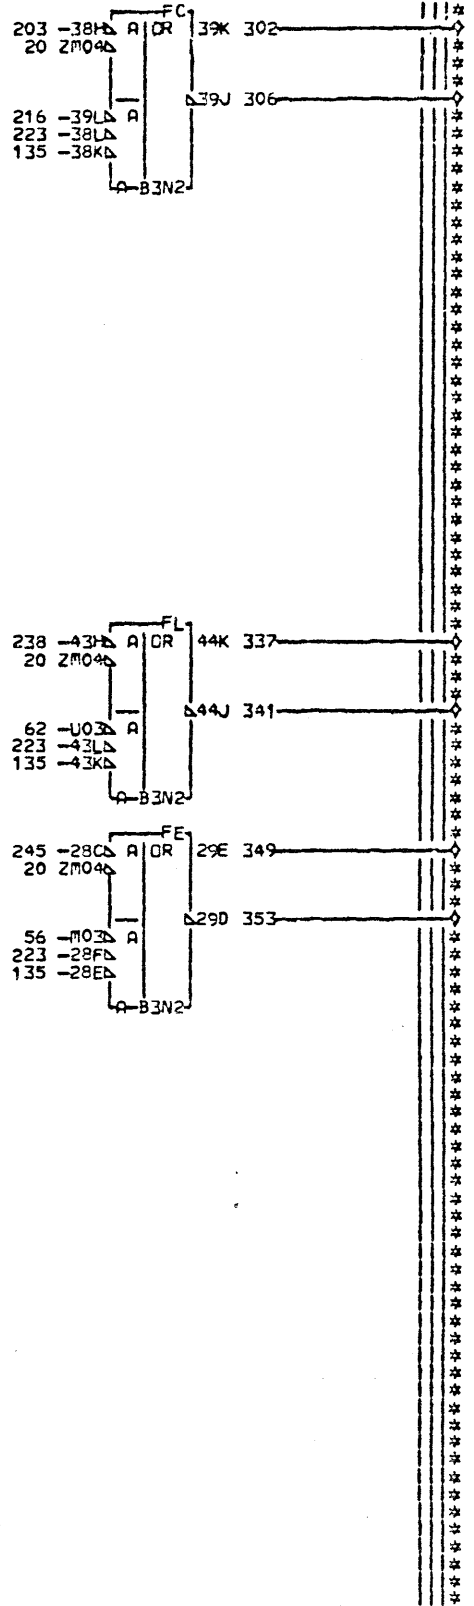 FC
203 -38H A OR 39K 302
20 ZM04
39J 306
216 -39L A
223 -38L
135 -38K
A-B3N2
FL
238 -43H A OR 44K 337
20 ZM04
44J 341
62 -U03 A
223 -43L
135 -43K
A-B3N2
FE
245 -28C A OR 29E 349
20 ZM04
29D 353
56 -M03 A
223 -28F
135 -28E
A-B3N2